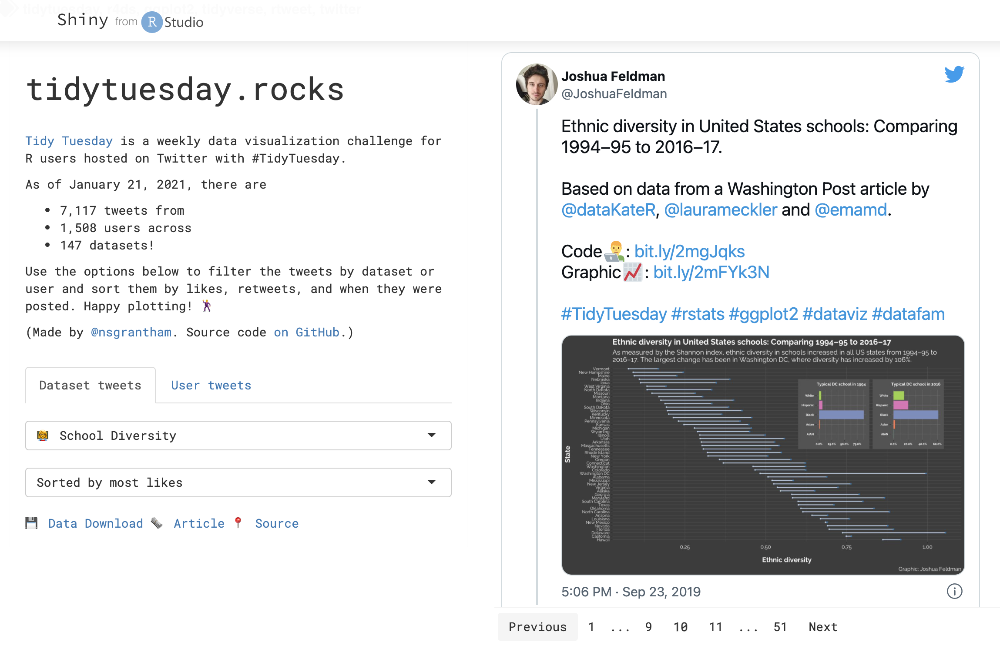 tidytuesday, r4ds, ggplot2, tidyverse, rtweet, twitter
Shiny from R Studio
tidytuesday.rocks
Tidy Tuesday is a weekly data visualization challenge for
R users hosted on Twitter with #TidyTuesday.
As of January 21, 2021, there are
• 7,117 tweets from
• 1,508 users across
• 147 datasets!
Use the options below to filter the tweets by dataset or
user and sort them by likes, retweets, and when they were
posted. Happy plotting! 🕺
(Made by @nsgrantham. Source code on GitHub.)
Dataset tweets User tweets
👩‍🏫 School Diversity
Sorted by most likes
💾 Data Download 🗞 Article 📍 Source
Joshua Feldman
@JoshuaFeldman
Ethnic diversity in United States schools: Comparing
1994–95 to 2016–17.
Based on data from a Washington Post article by
@dataKateR, @laurameckler and @emamd.
Code👨‍💻: bit.ly/2mgJqks
Graphic📈: bit.ly/2mFYk3N
#TidyTuesday #rstats #ggplot2 #dataviz #datafam
Ethnic diversity in United States schools: Comparing 1994–95 to 2016–17
As measured by the Shannon index, ethnic diversity in schools increased in all US states from 1994–95 to
2016–17. The largest change has been in Washington DC, where diversity has increased by 106%.
State
Vermont
New Hampshire
Maine
Nebraska
Iowa
West Virginia
North Dakota
Missouri
Montana
Indiana
Ohio
South Dakota
Wisconsin
Kentucky
Minnesota
Pennsylvania
Kansas
Michigan
Wyoming
Illinois
Utah
Arkansas
Massachusetts
Tennessee
Rhode Island
New York
Oregon
Connecticut
Washington
Colorado
Washington DC
Alabama
Mississippi
New Jersey
Virginia
Alaska
Georgia
Maryland
South Carolina
Texas
Oklahoma
North Carolina
Arizona
Louisiana
New Mexico
Nevada
Florida
Delaware
California
Hawaii
Typical DC school in 1994
White
Hispanic
Black
Asian
AIAN
0.0% 25.0% 50.0% 75.0%
Typical DC school in 2016
White
Hispanic
Black
Asian
AIAN
0.0% 20.0% 40.0% 60.0%
0.25 0.50 0.75 1.00
Ethnic diversity
Graphic: Joshua Feldman
5:06 PM · Sep 23, 2019
Previous 1 ... 9 10 11 ... 51 Next